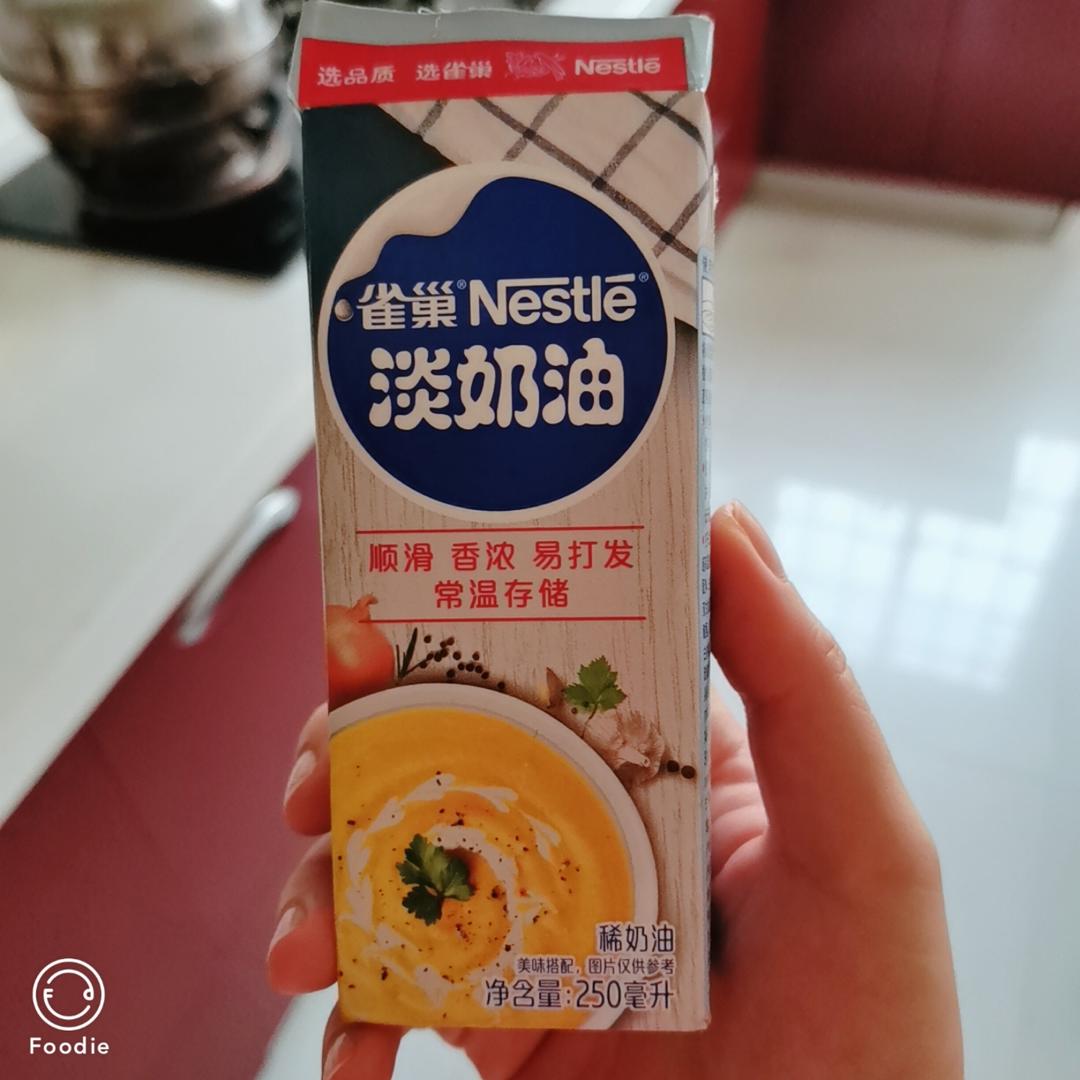 选品质 选雀巢 Nestlé
雀巢® Nestlé®
淡奶油
顺滑 香浓 易打发
常温存储
稀奶油
美味搭配，图片仅供参考
净含量:250毫升
Foodie